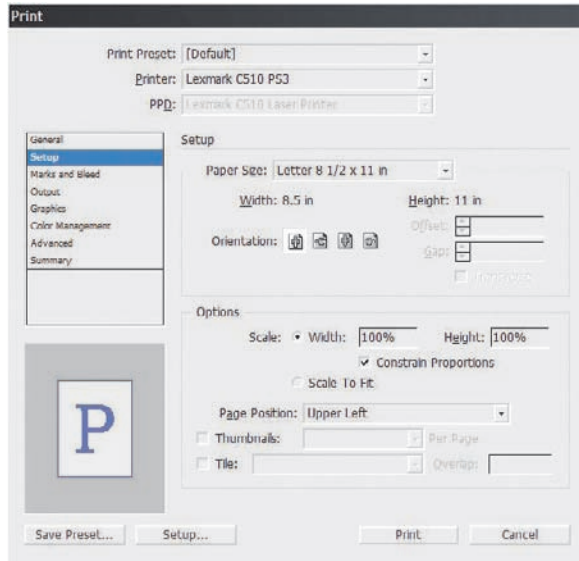 Print
Print Preset: [Default]
Printer: Lexmark C510 PS3
PPD: Lexmark C510 Laser Printer
General
Setup
Marks and Bleed
Output
Graphics
Color Management
Advanced
Summary
Setup
Paper Size: Letter 8 1/2 x 11 in
Width: 8.5 in Height: 11 in
Orientation: Offset:
Gap:
Transverse
Options
Scale: Width: 100% Height: 100%
Constrain Proportions
Scale To Fit
Page Position: Upper Left
Thumbnails: Per Page
Tile: Overlap:
P
Save Preset... Setup... Print Cancel